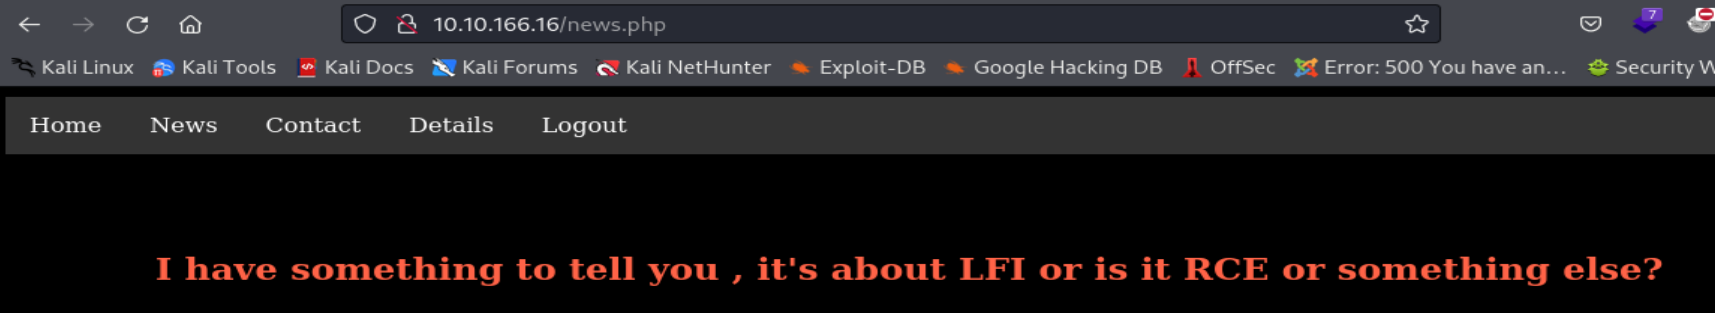 10.10.166.16/news.php
7
Kali Linux Kali Tools Kali Docs Kali Forums Kali NetHunter Exploit-DB Google Hacking DB OffSec Error: 500 You have an... Security W
Home News Contact Details Logout
I have something to tell you , it's about LFI or is it RCE or something else?